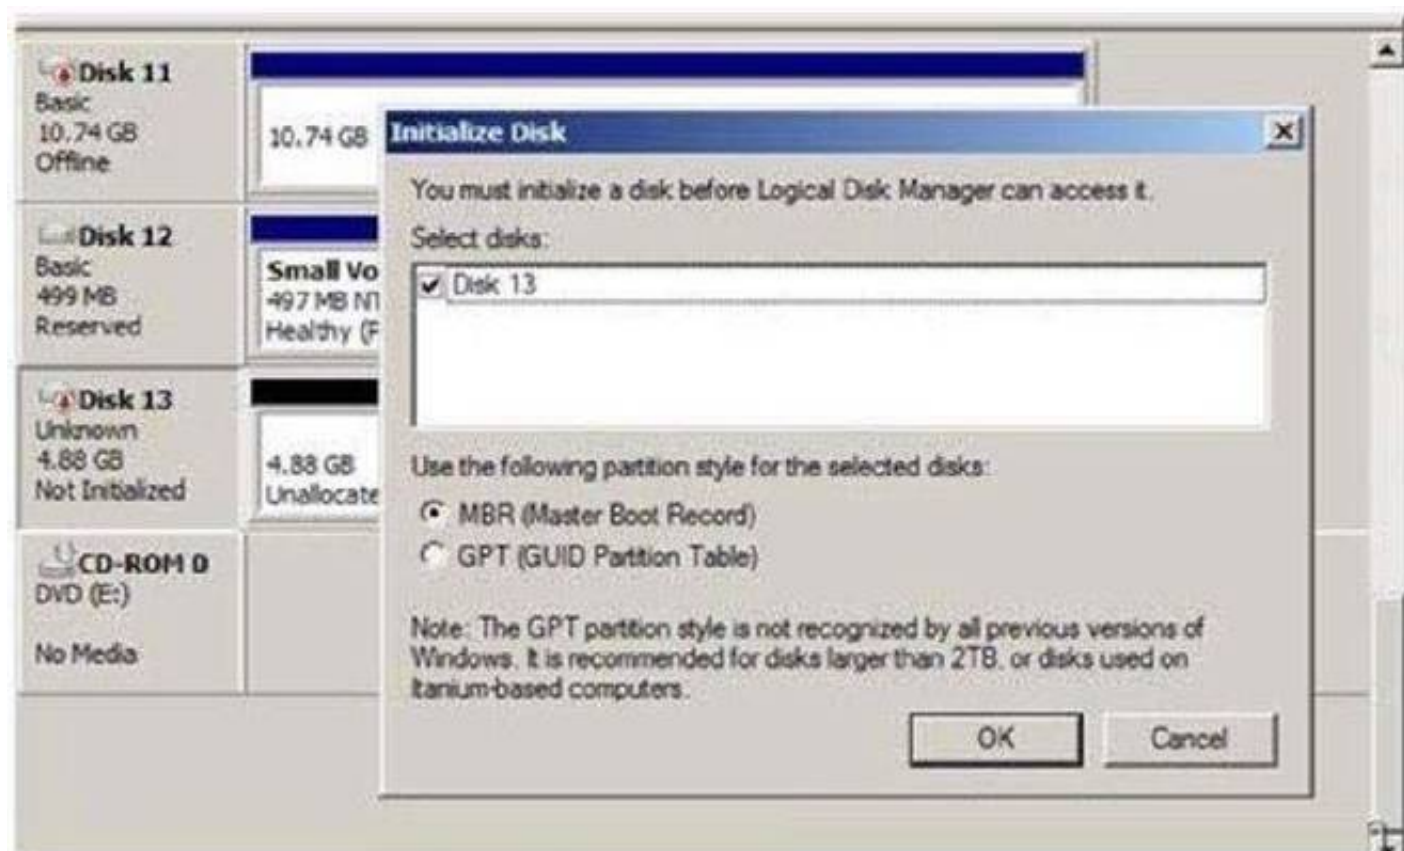 Disk 11
Basic
10.74 GB
Offline
10.74 GB
Disk 12
Basic
499 MB
Reserved
Small Vo
497 MB NT
Healthy (P
Disk 13
Unknown
4.88 GB
Not Initialized
4.88 GB
Unallocate
CD-ROM 0
DVD (E:)
No Media
Initialize Disk
You must initialize a disk before Logical Disk Manager can access it.
Select disks:
Disk 13
Use the following partition style for the selected disks:
MBR (Master Boot Record)
GPT (GUID Partition Table)
Note: The GPT partition style is not recognized by all previous versions of
Windows. It is recommended for disks larger than 2TB, or disks used on
Itanium-based computers.
OK
Cancel